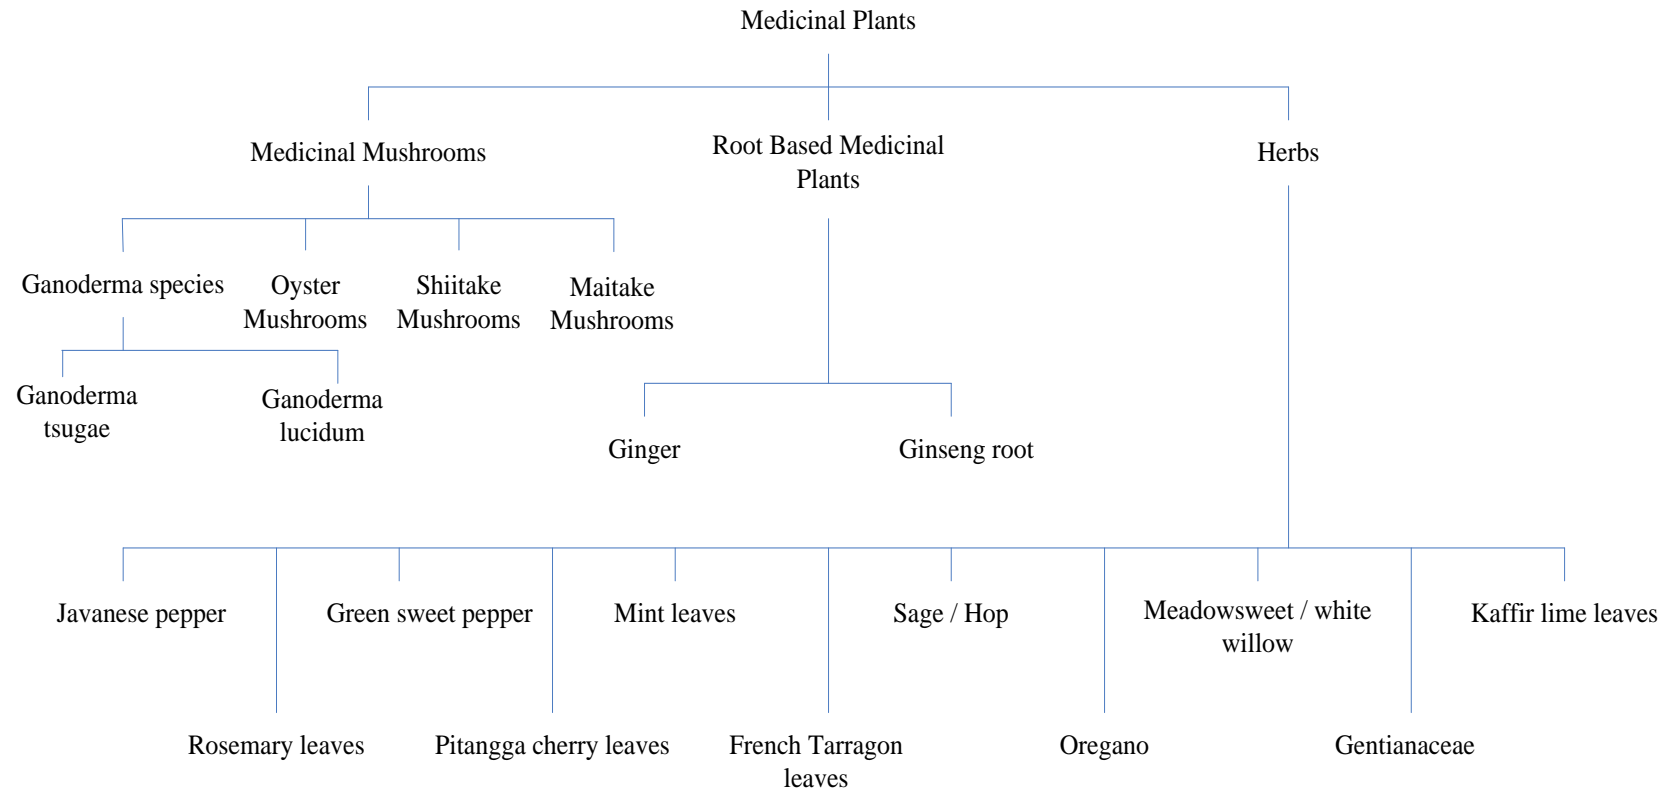 Medicinal Plants
Medicinal Mushrooms
Root Based Medicinal
Plants
Herbs
Ganoderma species
Oyster
Mushrooms
Shiitake
Mushrooms
Maitake
Mushrooms
Ganoderma
tsugae
Ganoderma
lucidum
Ginger
Ginseng root
Javanese pepper
Green sweet pepper
Mint leaves
Sage / Hop
Meadowsweet / white
willow
Kaffir lime leaves
Rosemary leaves
Pitangga cherry leaves
French Tarragon
leaves
Oregano
Gentianaceae